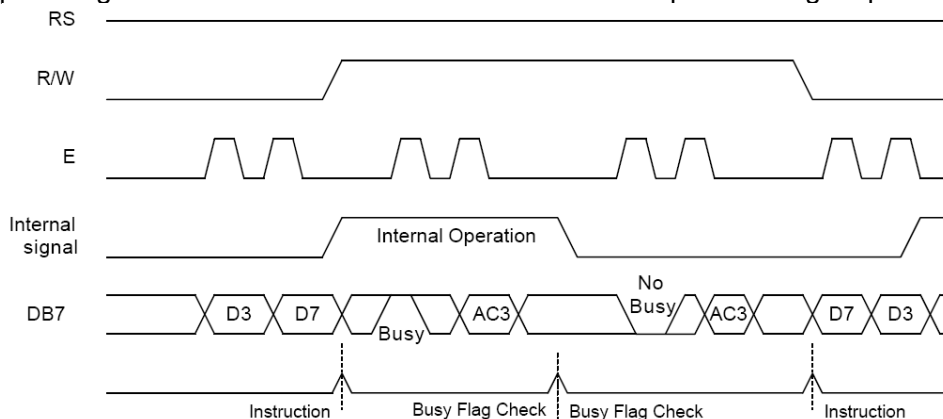 RS
R/W
E
Internal
signal
Internal Operation
DB7
D3
D7
Busy
AC3
No
Busy
AC3
D7
D3
Instruction
Busy Flag Check
Busy Flag Check
Instruction